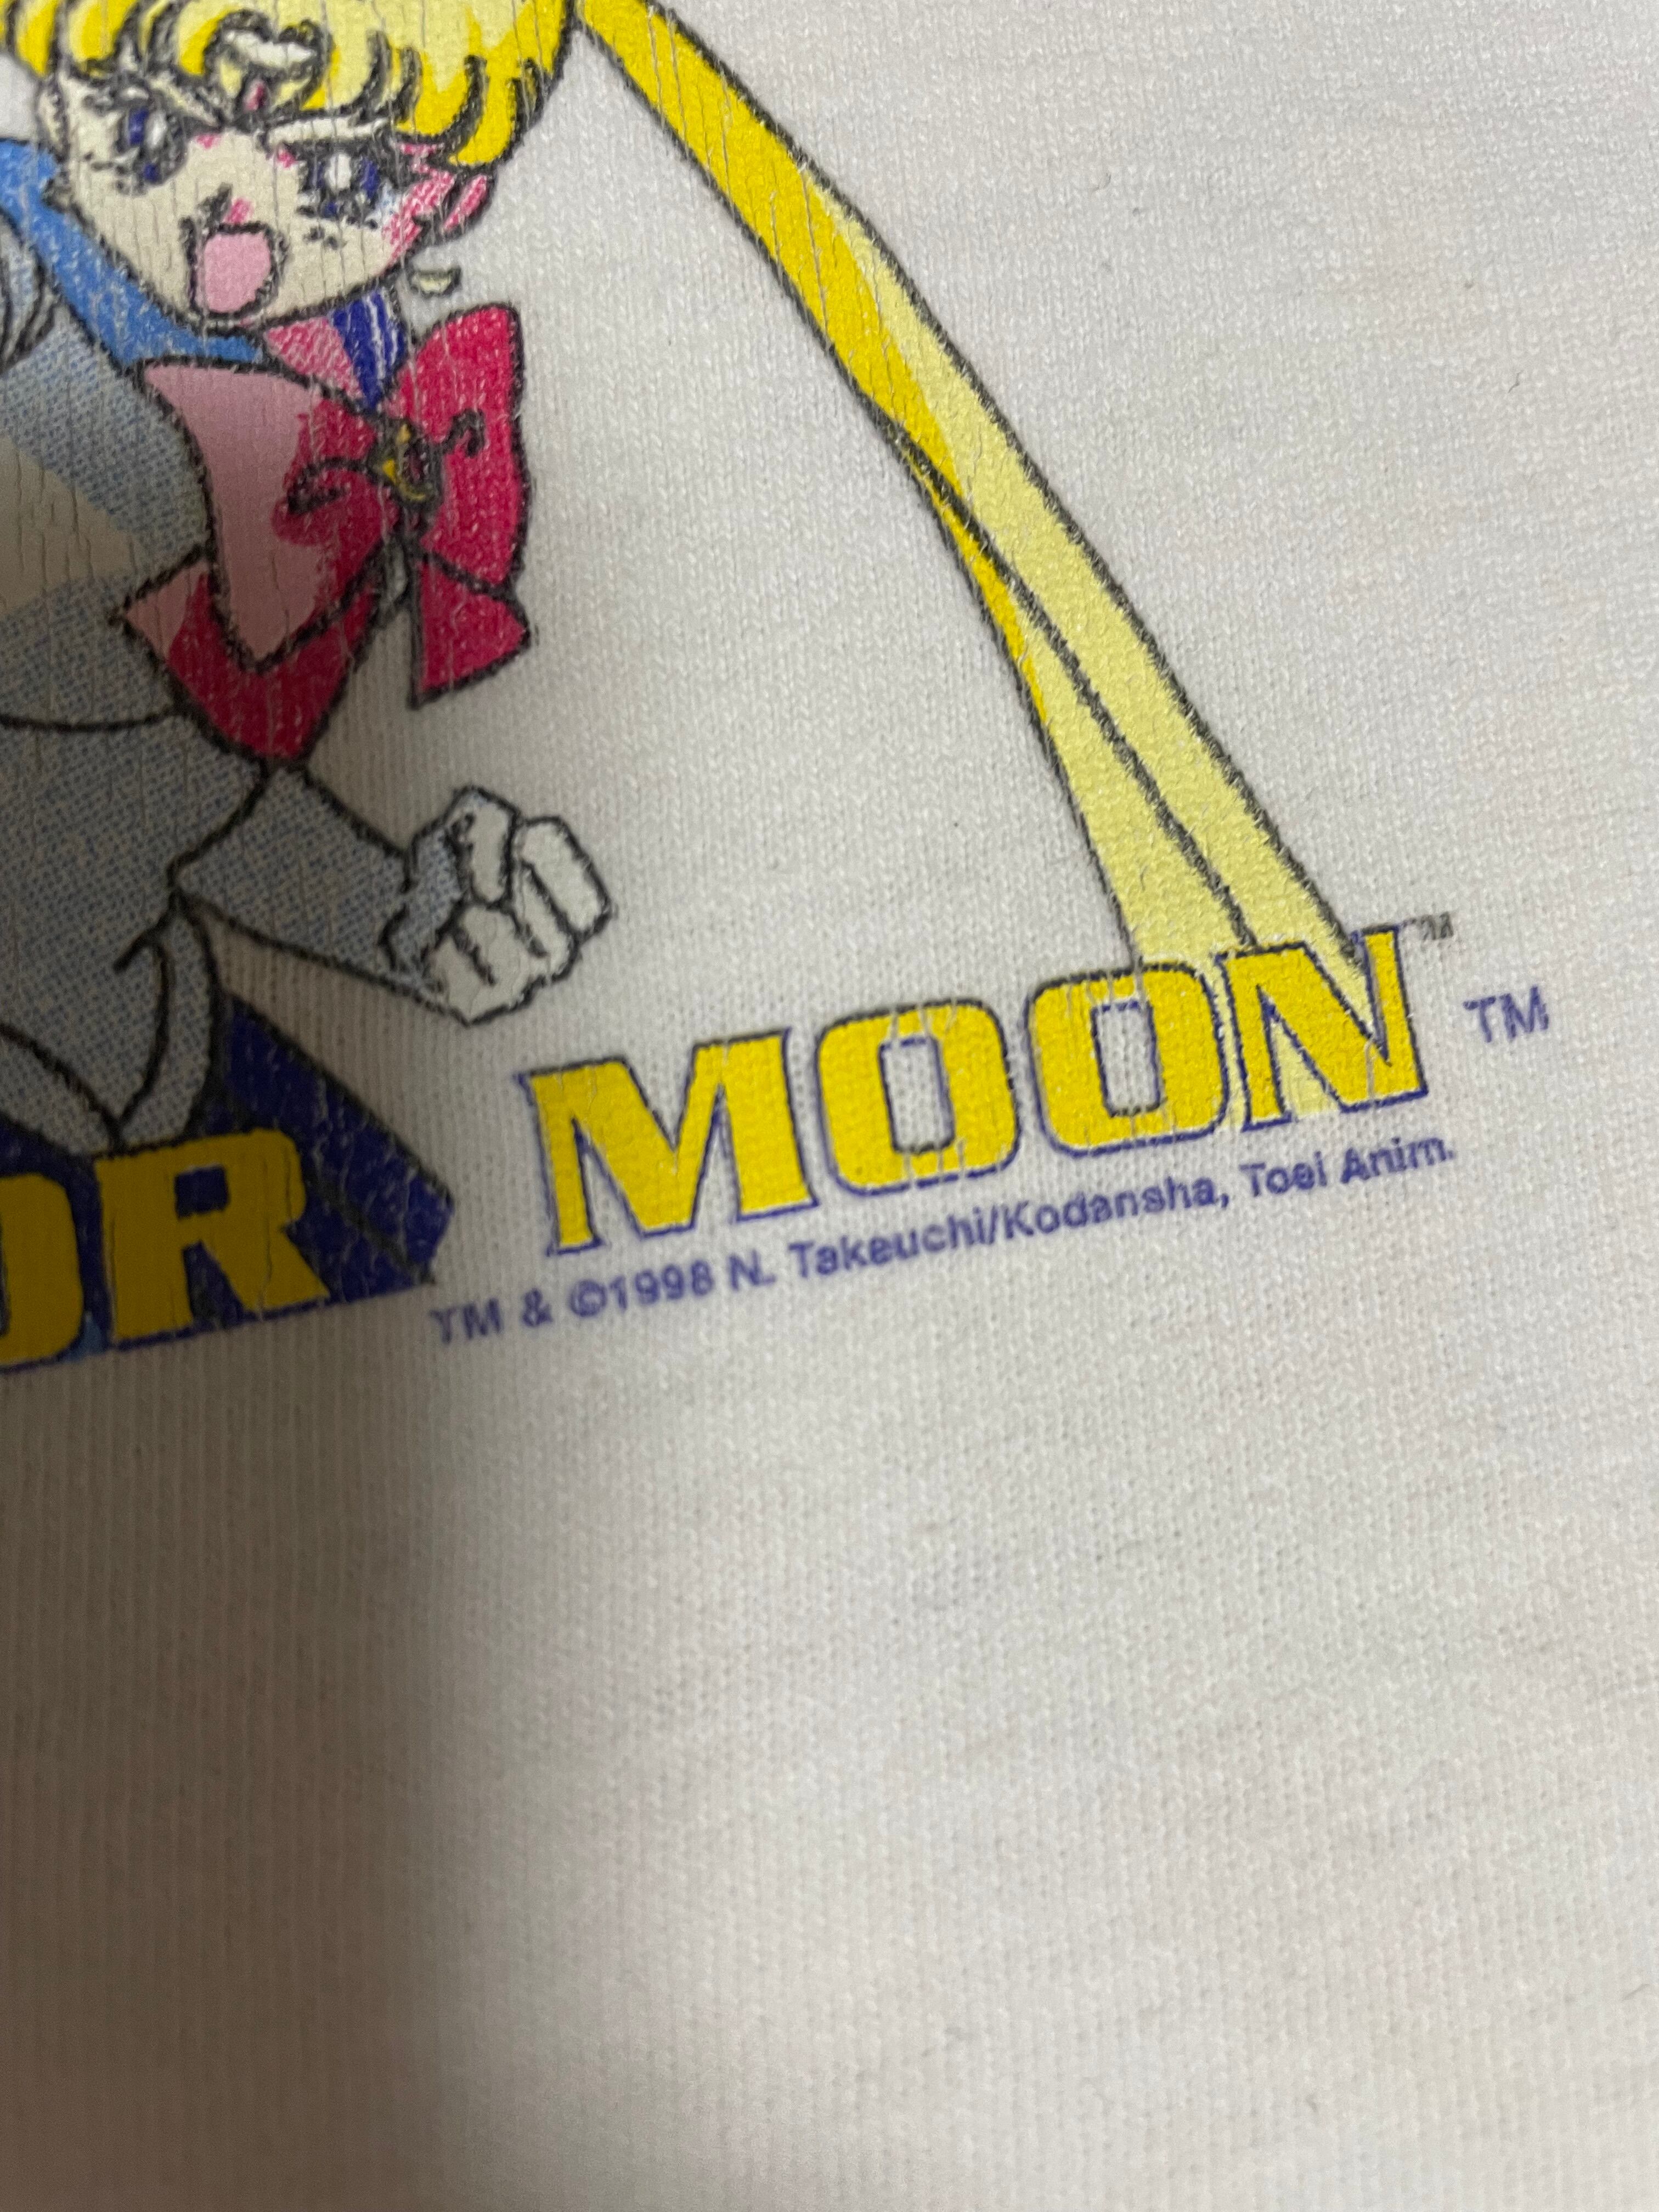 OR MOON™ TM
TM & ©1998 N. Takeuchi/Kodansha, Toei Anim.